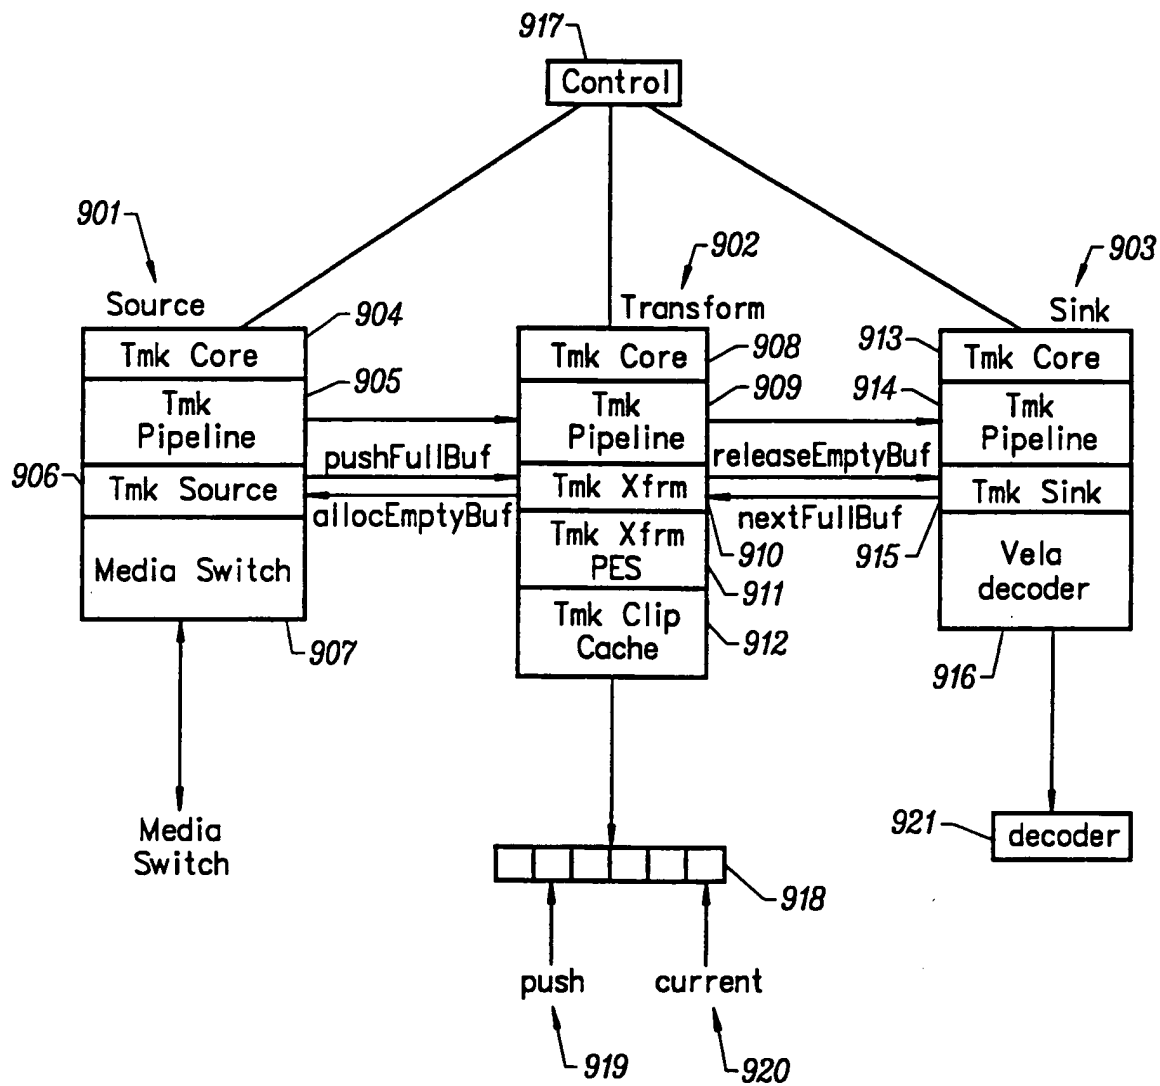 917
Control
901
902
903
Source
Transform
Sink
904
Tmk Core
Tmk Core
908
913
Tmk Core
905
Tmk
Pipeline
909
Tmk
Pipeline
914
Tmk
Pipeline
pushFullBuf
releaseEmptyBuf
906
Tmk Source
Tmk Xfrm
Tmk Sink
allocEmptyBuf
nextFullBuf
910
915
Media Switch
Tmk Xfrm
PES
911
Vela
decoder
Tmk Clip
Cache
912
907
916
Media
Switch
921
decoder
918
push
current
919
920